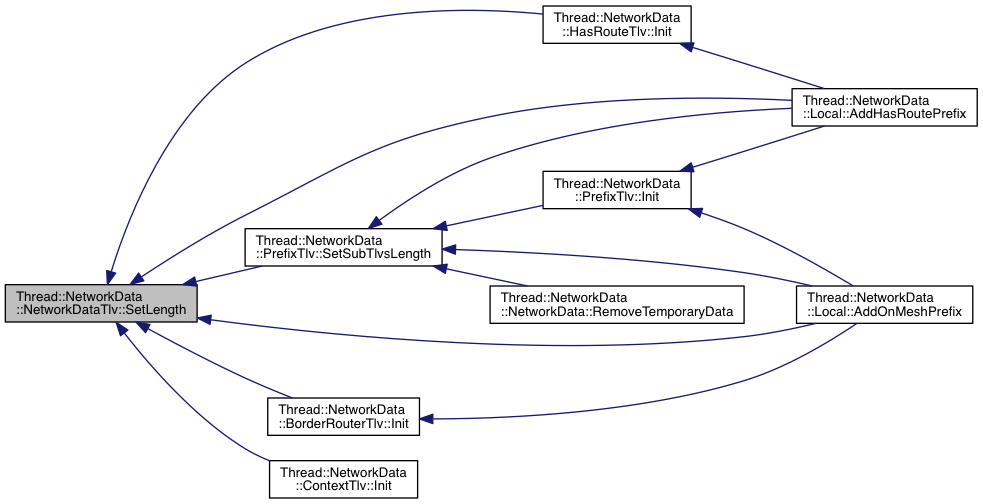 Thread::NetworkData
::HasRouteTlv::Init
Thread::NetworkData
::Local::AddHasRoutePrefix
Thread::NetworkData
::PrefixTlv::Init
Thread::NetworkData
::PrefixTlv::SetSubTlvsLength
Thread::NetworkData
::NetworkDataTlv::SetLength
Thread::NetworkData
::NetworkData::RemoveTemporaryData
Thread::NetworkData
::Local::AddOnMeshPrefix
Thread::NetworkData
::BorderRouterTlv::Init
Thread::NetworkData
::ContextTlv::Init